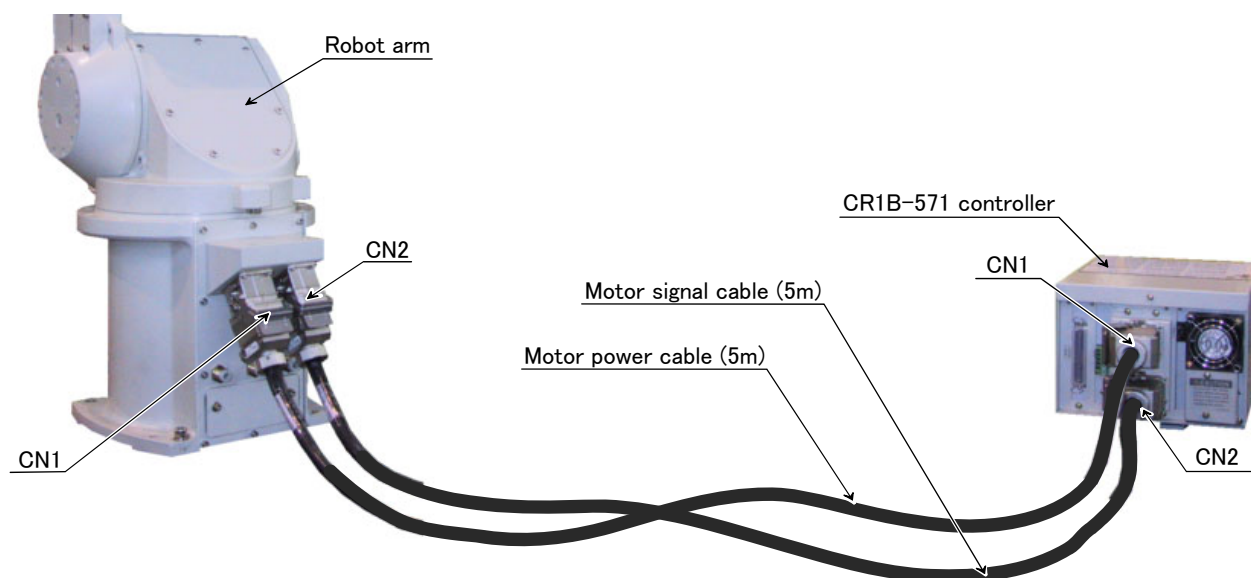 Robot arm
CR1B-571 controller
CN2
CN1
Motor signal cable (5m)
Motor power cable (5m)
CN1
CN2